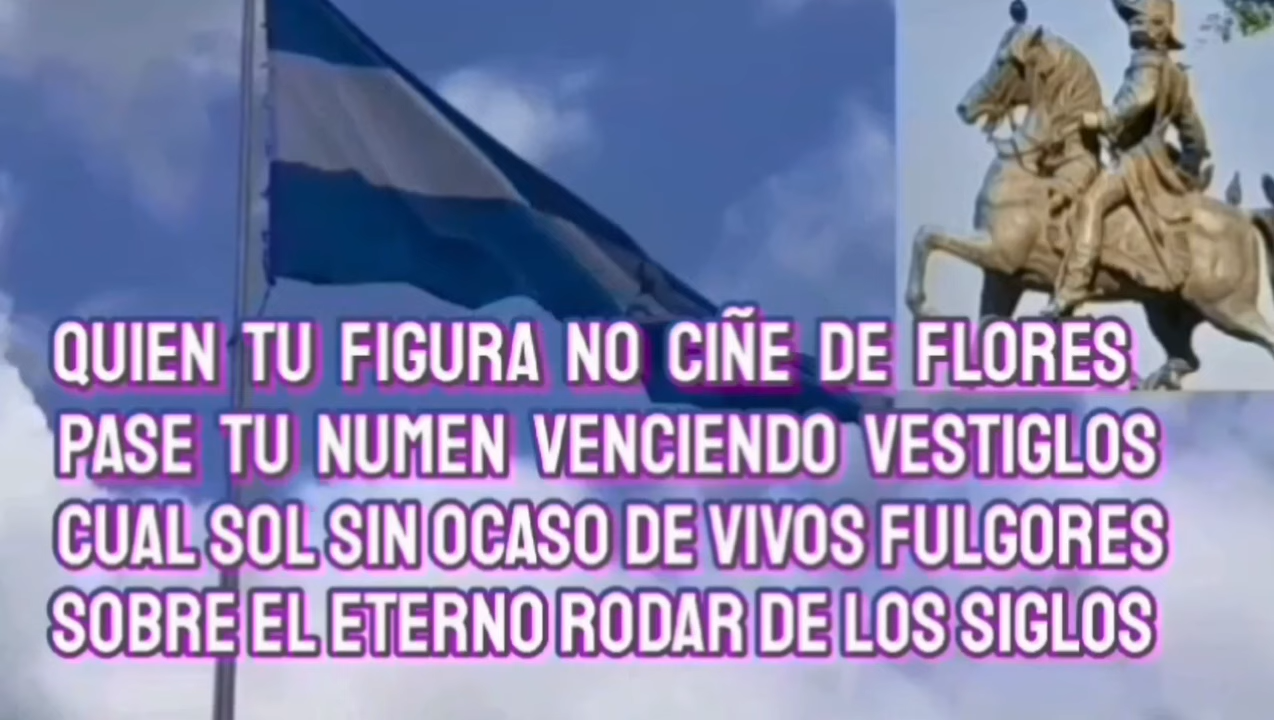 QUIEN TU FIGURA NO CIÑE DE FLORES
PASE TU NUMEN VENCIENDO VESTIGLOS
CUAL SOL SIN OCASO DE VIVOS FULGORES
SOBRE EL ETERNO RODAR DE LOS SIGLOS